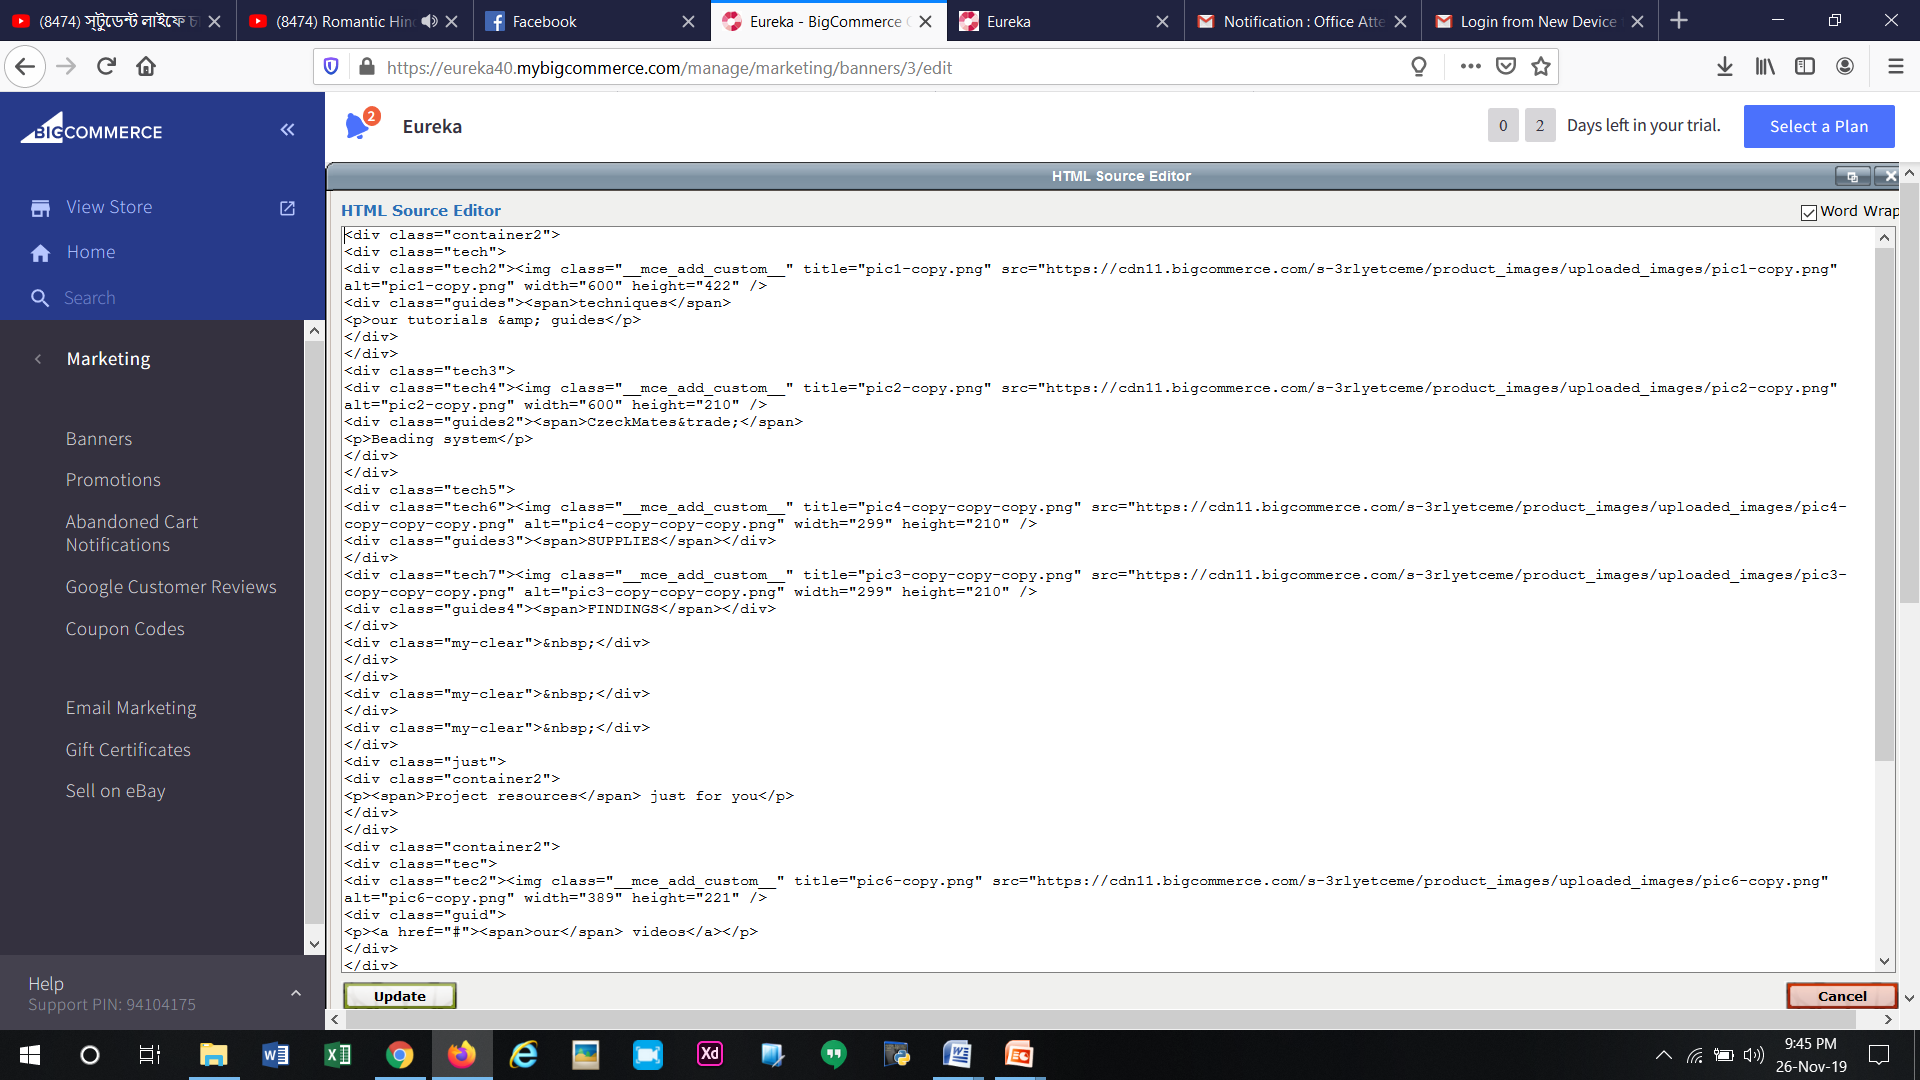 (8474) স্টুডেন্ট লাইফে
(8474) Romantic Hin
Facebook
Eureka - BigCommerce
Eureka
Notification : Office Atte
Login from New Device
https://eureka40.mybigcommerce.com/manage/marketing/banners/3/edit
BIGCOMMERCE
2
Eureka
0 2 Days left in your trial.
Select a Plan
View Store
Home
Search
Marketing
Banners
Promotions
Abandoned Cart
Notifications
Google Customer Reviews
Coupon Codes
Email Marketing
Gift Certificates
Sell on eBay
Help
Support PIN: 94104175
HTML Source Editor
HTML Source Editor
Word Wrap
<div class="container2">
<div class="tech">
<div class="tech2"><img class="__mce_add_custom__" title="pic1-copy.png" src="https://cdn11.bigcommerce.com/s-3rlyetceme/product_images/uploaded_images/pic1-copy.png"
alt="pic1-copy.png" width="600" height="422" />
<div class="guides"><span>techniques</span>
<p>our tutorials &amp; guides</p>
</div>
</div>
<div class="tech3">
<div class="tech4"><img class="__mce_add_custom__" title="pic2-copy.png" src="https://cdn11.bigcommerce.com/s-3rlyetceme/product_images/uploaded_images/pic2-copy.png"
alt="pic2-copy.png" width="600" height="210" />
<div class="guides2"><span>CzeckMates&trade;</span>
<p>Beading system</p>
</div>
</div>
<div class="tech5">
<div class="tech6"><img class="__mce_add_custom__" title="pic4-copy-copy-copy.png" src="https://cdn11.bigcommerce.com/s-3rlyetceme/product_images/uploaded_images/pic4-
copy-copy-copy.png" alt="pic4-copy-copy-copy.png" width="299" height="210" />
<div class="guides3"><span>SUPPLIES</span></div>
</div>
<div class="tech7"><img class="__mce_add_custom__" title="pic3-copy-copy-copy.png" src="https://cdn11.bigcommerce.com/s-3rlyetceme/product_images/uploaded_images/pic3-
copy-copy-copy.png" alt="pic3-copy-copy-copy.png" width="299" height="210" />
<div class="guides4"><span>FINDINGS</span></div>
</div>
<div class="my-clear">&nbsp;</div>
</div>
</div>
<div class="my-clear">&nbsp;</div>
</div>
<div class="my-clear">&nbsp;</div>
</div>
<div class="just">
<div class="container2">
<p><span>Project resources</span> just for you</p>
</div>
</div>
<div class="container2">
<div class="tec">
<div class="tec2"><img class="__mce_add_custom__" title="pic6-copy.png" src="https://cdn11.bigcommerce.com/s-3rlyetceme/product_images/uploaded_images/pic6-copy.png"
alt="pic6-copy.png" width="389" height="221" />
<div class="guid">
<p><a href="#"><span>our</span> videos</a></p>
</div>
</div>
Update
Cancel
Xd
9:45 PM
26-Nov-19